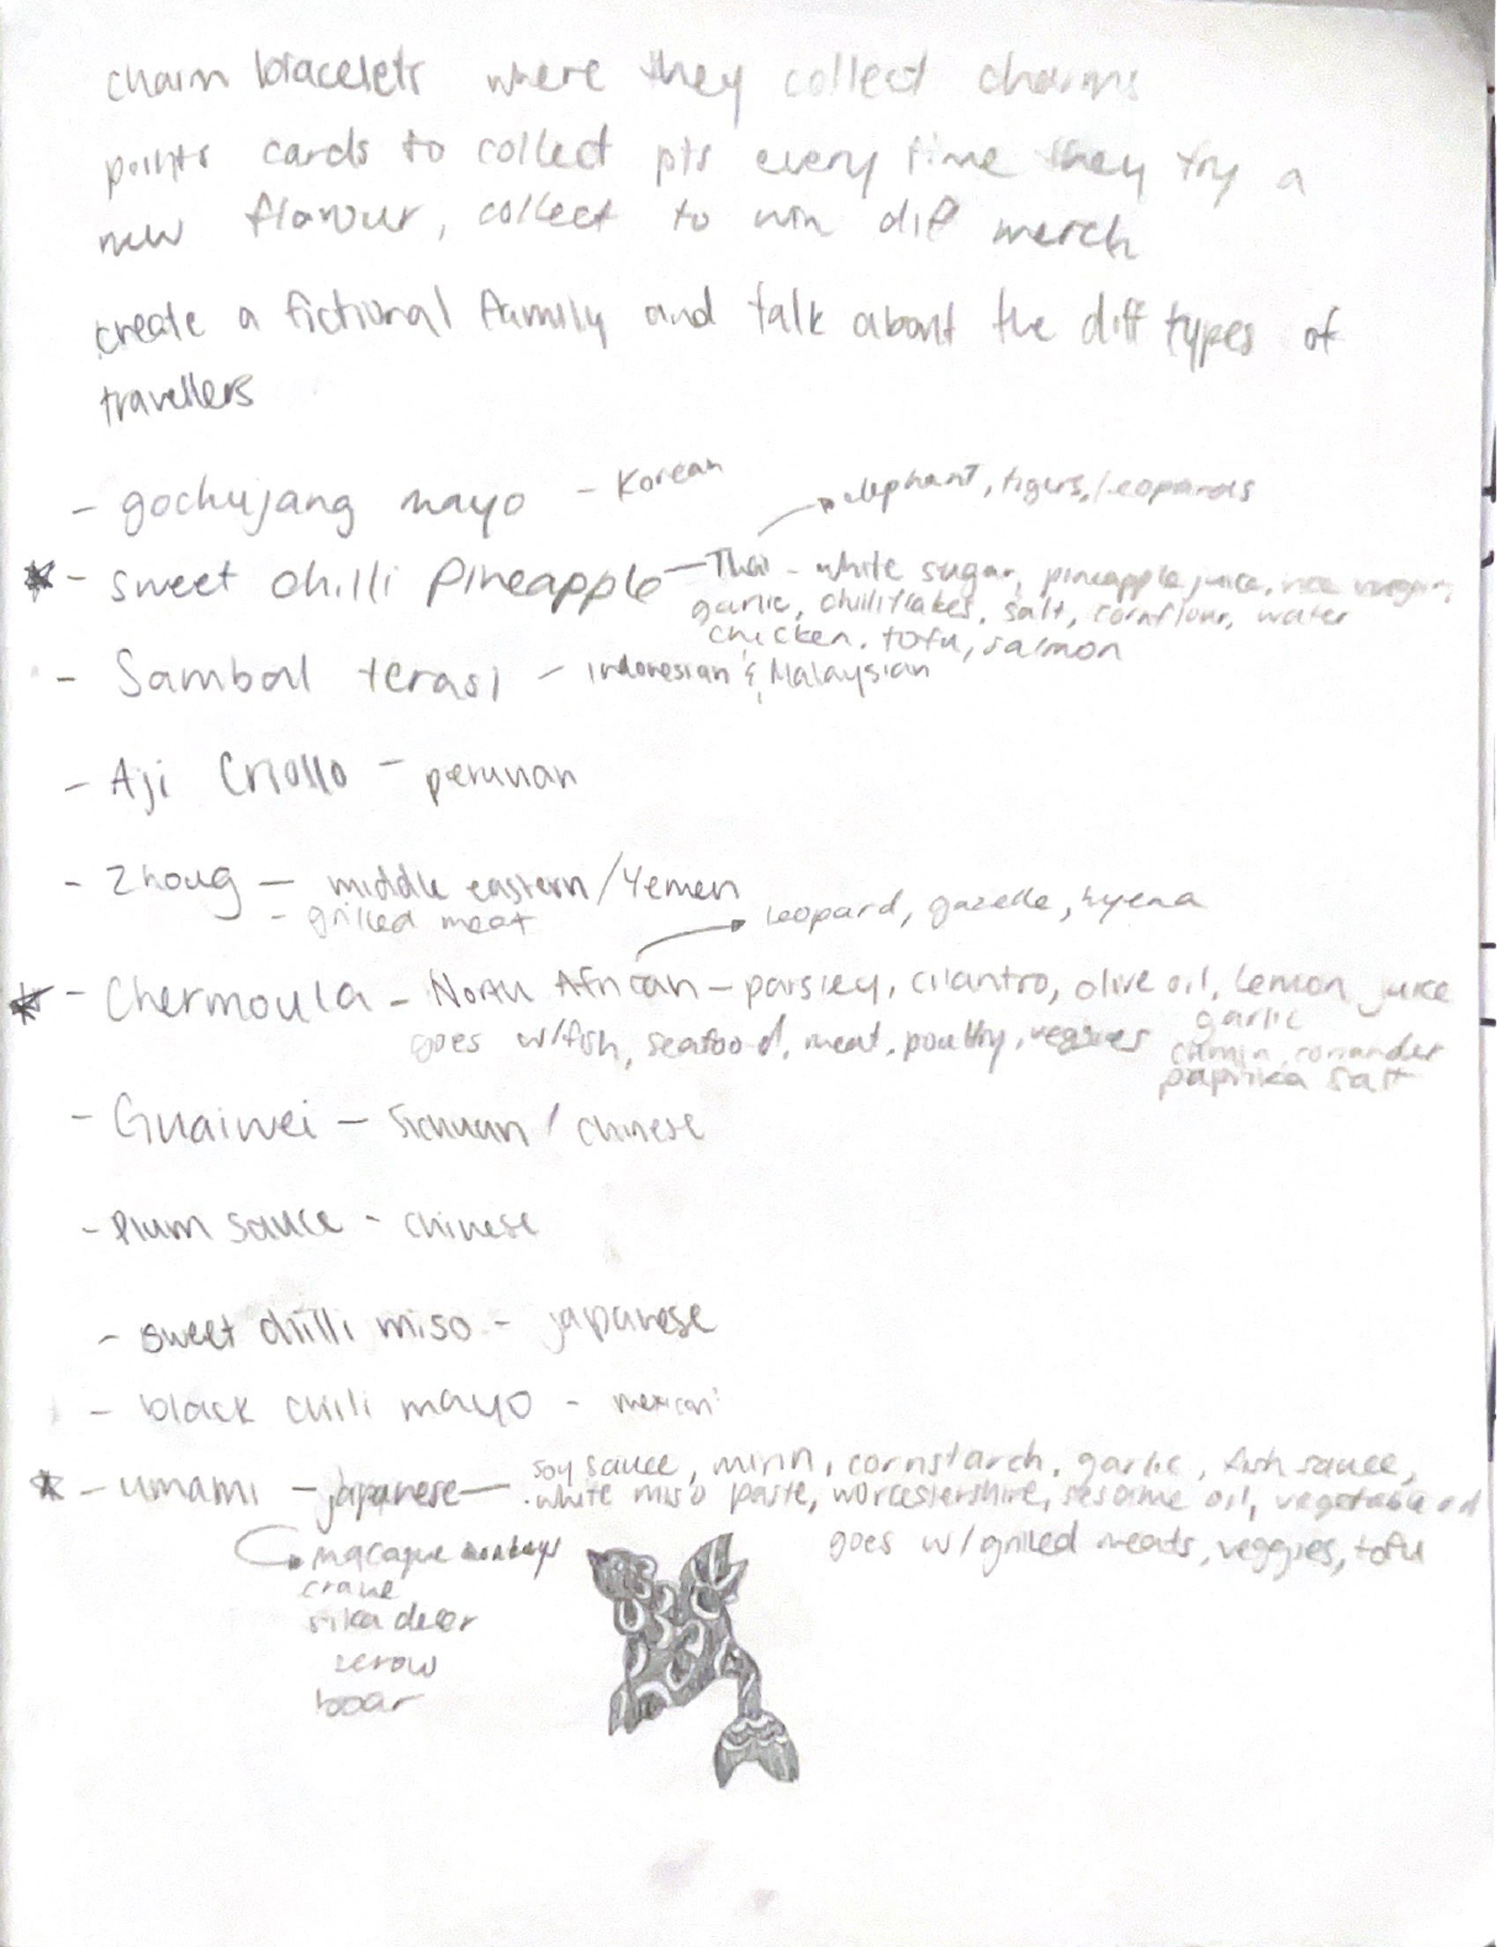 charm bracelets where they collect charms
points cards to collect pts every time they try a
new flavour, collect to win diff merch
create a fictional family and talk about the diff types of
travellers
- gochujang mayo - Korean
elephant, tigers, leopards
- sweet chilli Pineapple - Thai - white sugar, pineapple juice, rice vinegar,
garlic, chilli flakes, salt, cornflour, water
chicken, tofu, salmon
- Sambal terasi - Indonesian & Malaysian
- Aji Criollo - peruvian
- Zhoug - middle eastern/Yemen
- grilled meat
leopard, gazelle, hyena
- Chermoula - North African - parsley, cilantro, olive oil, lemon juice
garlic
goes w/fish, seafood, meat, poultry, veggies
cumin, coriander
paprika salt
- Guaiwei - Sichuan / chinese
- Plum sauce - chinese
- sweet chilli miso - japanese
- black chili mayo - mexican
- umami - japanese - soy sauce, mirin, cornstarch, garlic, fish sauce,
white miso paste, worcestershire, sesame oil, vegetable oil
goes w/grilled meats, veggies, tofu
macaque monkeys
crane
sika deer
serow
boar